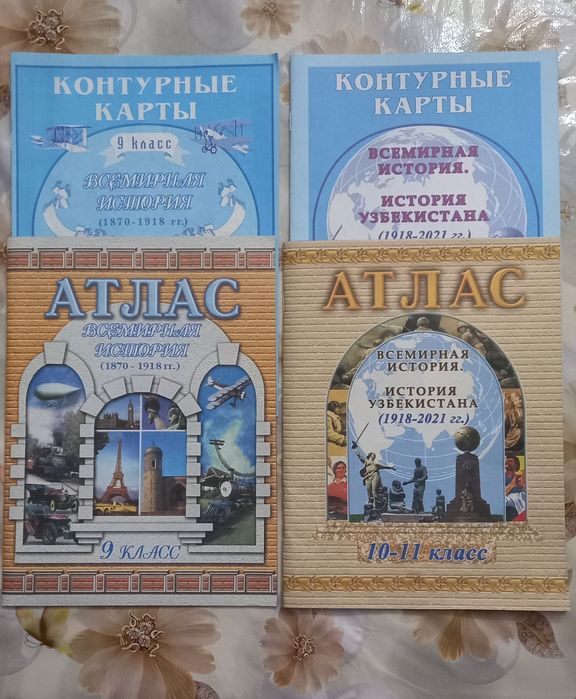 КОНТУРНЫЕ
КАРТЫ
9 класс
ВСЕМИРНАЯ
ИСТОРИЯ
(1870-1918 гг.)
КОНТУРНЫЕ
КАРТЫ
ВСЕМИРНАЯ
ИСТОРИЯ.
ИСТОРИЯ
УЗБЕКИСТАНА
(1918-2021 гг.)
АТЛАС
ВСЕМИРНАЯ
ИСТОРИЯ
(1870 - 1918 гг.)
9 КЛАСС
АТЛАС
ВСЕМИРНАЯ
ИСТОРИЯ.
ИСТОРИЯ
УЗБЕКИСТАНА
(1918-2021 гг.)
10-11 класс